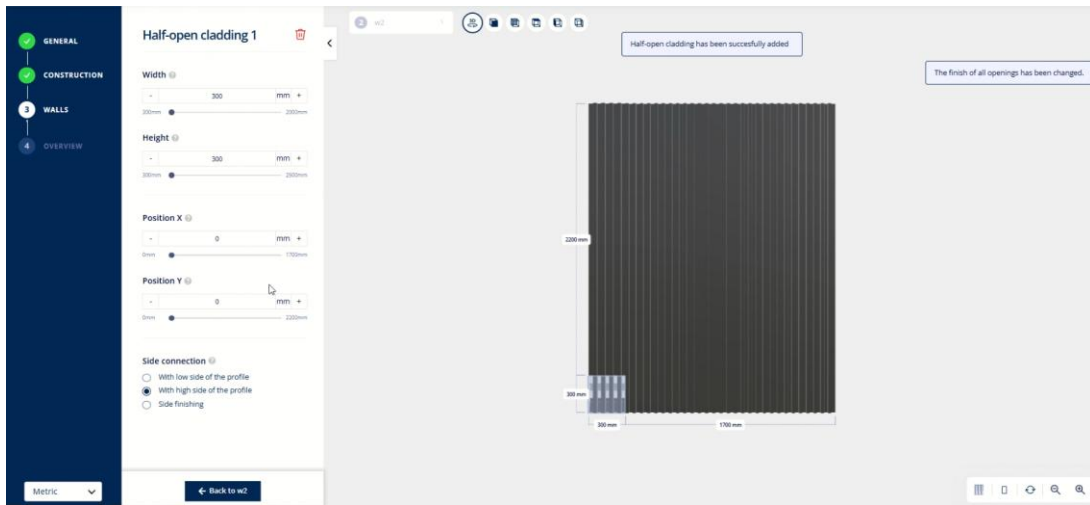 GENERAL
CONSTRUCTION
3 WALLS
4 OVERVIEW
Metric
Half-open cladding 1
Width
- 300 mm +
300mm 2000mm
Height
- 300 mm +
300mm
Position X
- 0 mm +
0mm 1700mm
Position Y
- 0 mm +
0mm 2200mm
Side connection
With low side of the profile
With high side of the profile
Side finishing
← Back to w2
2 w2
3D
Half-open cladding has been succesfully added
The finish of all openings has been changed.
2200 mm
300 mm
300 mm
1700 mm